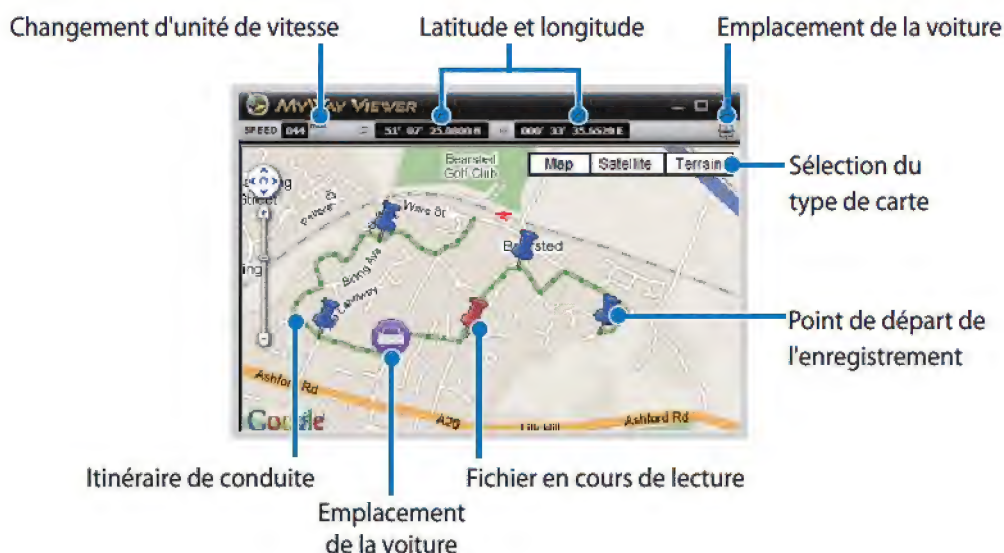 Changement d'unité de vitesse
Latitude et longitude
Emplacement de la voiture
MyWay Viewer
SPEED 044
51° 07' 25.0800 N
000° 33' 35.5520 E
Bearsted
Golf Club
Map
Satellite
Terrain
Sélection du
type de carte
Street
Ware St
Bearsted
Point de départ de
l'enregistrement
Ashford Rd
A20
Ashford Rd
Google
Itinéraire de conduite
Fichier en cours de lecture
Emplacement
de la voiture